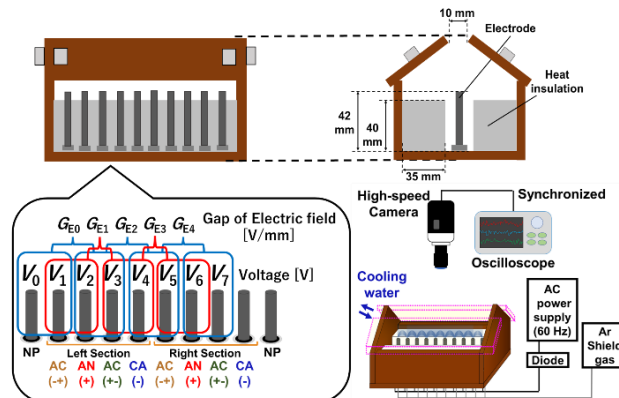 10 mm
Electrode
Heat
insulation
42
mm
40
mm
35 mm
GE0 GE1 GE2 GE3 GE4
Gap of Electric field
[V/mm]
V0 V1 V2 V3 V4 V5 V6 V7
Voltage [V]
NP
Left Section
Right Section
NP
AC AN AC CA AC AN AC CA
(-+) (+) (+-) (-) (-+) (+) (+-) (-)
High-speed
Camera
Synchronized
Oscilloscope
Cooling
water
AC
power
supply
(60 Hz)
Diode
Ar
Shield
gas